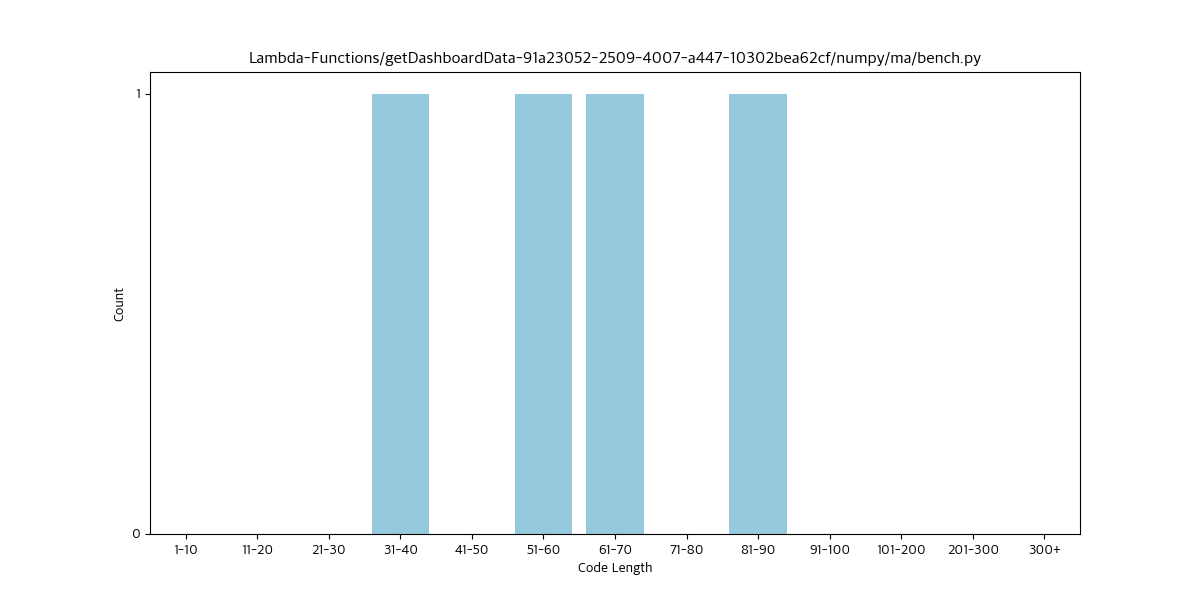 Lambda-Functions/getDashboardData-91a23052-2509-4007-a447-10302bea62cf/numpy/ma/bench.py
1
Count
0
1-10 11-20 21-30 31-40 41-50 51-60 61-70 71-80 81-90 91-100 101-200 201-300 300+
Code Length